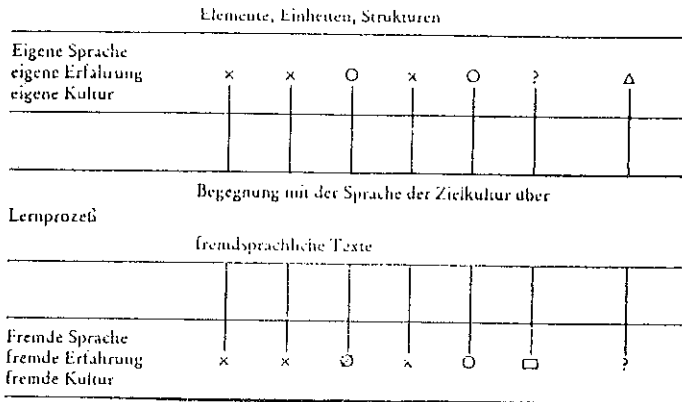 Elemente, Einheiten, Strukturen
Eigene Sprache
eigene Erfahrung
eigene Kultur
× × O × O ? Δ
Begegnung mit der Sprache der Zielkultur über
Lernprozeß
fremdsprachliche Texte
Fremde Sprache
fremde Erfahrung
fremde Kultur
× × × O ?